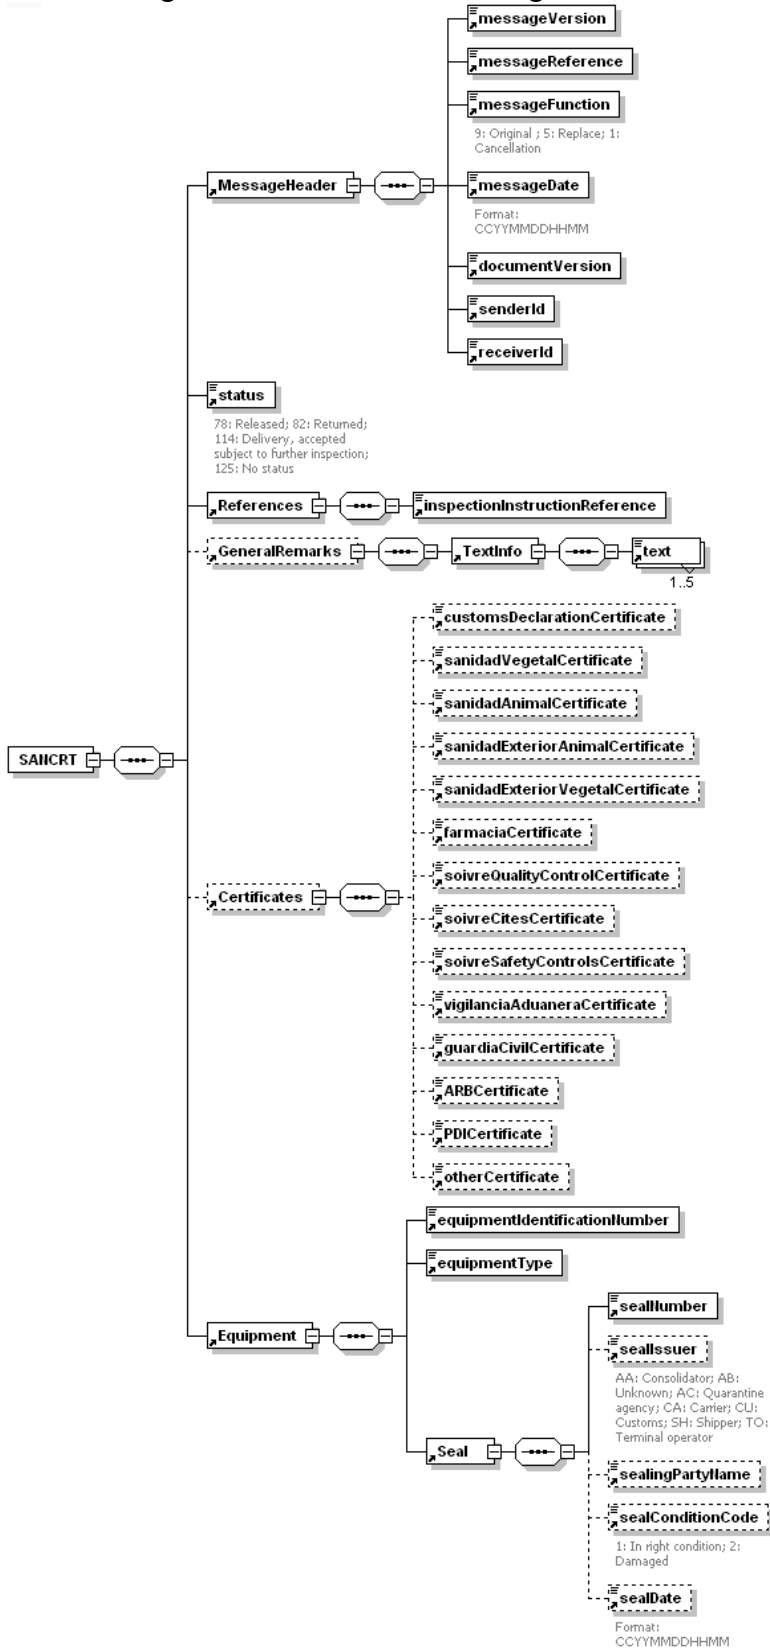 messageVersion
messageReference
messageFunction
9: Original ; 5: Replace; 1:
Cancellation
MessageHeader
messageDate
Format:
CCYYMMDDHHMM
documentVersion
senderId
receiverId
status
78: Released; 82: Returned;
114: Delivery, accepted
subject to further inspection;
125: No status
References
inspectionInstructionReference
GeneralRemarks
TextInfo
text
1..5
customsDeclarationCertificate
sanidadVegetalCertificate
sanidadAnimalCertificate
sanidadExteriorAnimalCertificate
SANCRT
sanidadExteriorVegetalCertificate
farmaciaCertificate
soivreQualityControlCertificate
Certificates
soivreCitesCertificate
soivreSafetyControlsCertificate
vigilanciaAduaneraCertificate
guardiaCivilCertificate
ARBCertificate
PDICertificate
otherCertificate
equipmentIdentificationNumber
equipmentType
Equipment
sealNumber
sealIssuer
AA: Consolidator; AB:
Unknown; AC: Quarantine
agency; CA: Carrier; CU:
Customs; SH: Shipper; TO:
Terminal operator
Seal
sealingPartyName
sealConditionCode
1: In right condition; 2:
Damaged
sealDate
Format:
CCYYMMDDHHMM